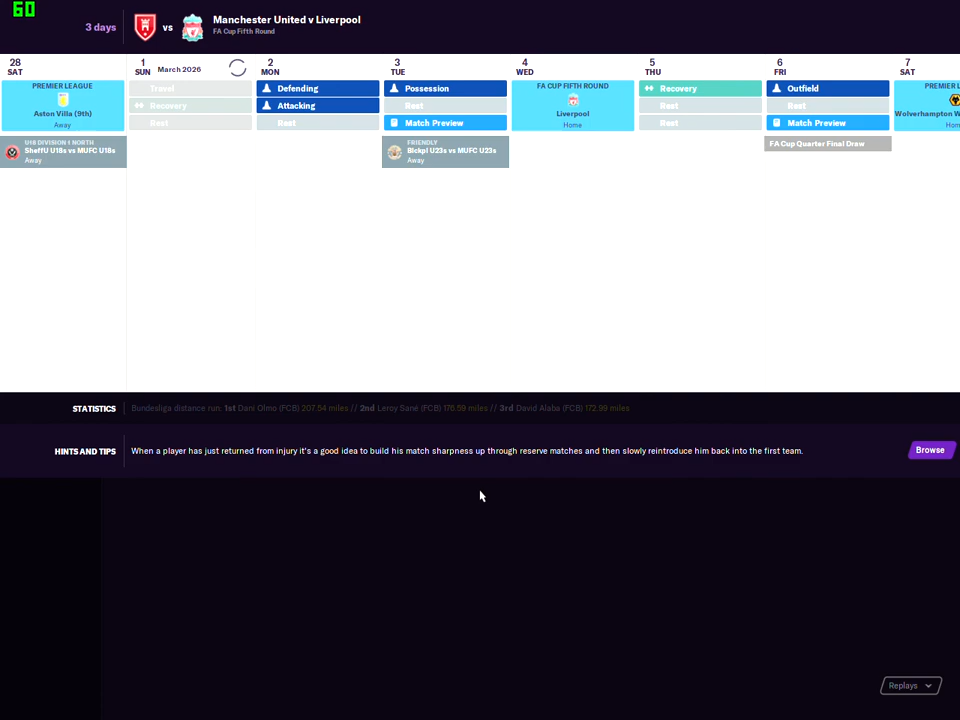 60
3 days
vs
Manchester United v Liverpool
FA Cup Fifth Round
28
SAT
1
SUN March 2026
2
MON
3
TUE
4
WED
5
THU
6
FRI
7
SAT
PREMIER LEAGUE
Aston Villa (9th)
Away
Travel
Recovery
Rest
Defending
Attacking
Rest
Possession
Rest
Match Preview
FA CUP FIFTH ROUND
Liverpool
Home
Recovery
Rest
Rest
Outfield
Rest
Match Preview
PREMIER L
Wolverhampton W
Hom
U18 DIVISION 1 NORTH
SheffU U18s vs MUFC U18s
Away
FRIENDLY
Blckpl U23s vs MUFC U23s
Away
FA Cup Quarter Final Draw
STATISTICS
Bundesliga distance run: 1st Dani Olmo (FCB) 207.54 miles // 2nd Leroy Sané (FCB) 176.59 miles // 3rd David Alaba (FCB) 172.99 miles
HINTS AND TIPS
When a player has just returned from injury it's a good idea to build his match sharpness up through reserve matches and then slowly reintroduce him back into the first team.
Browse
Replays